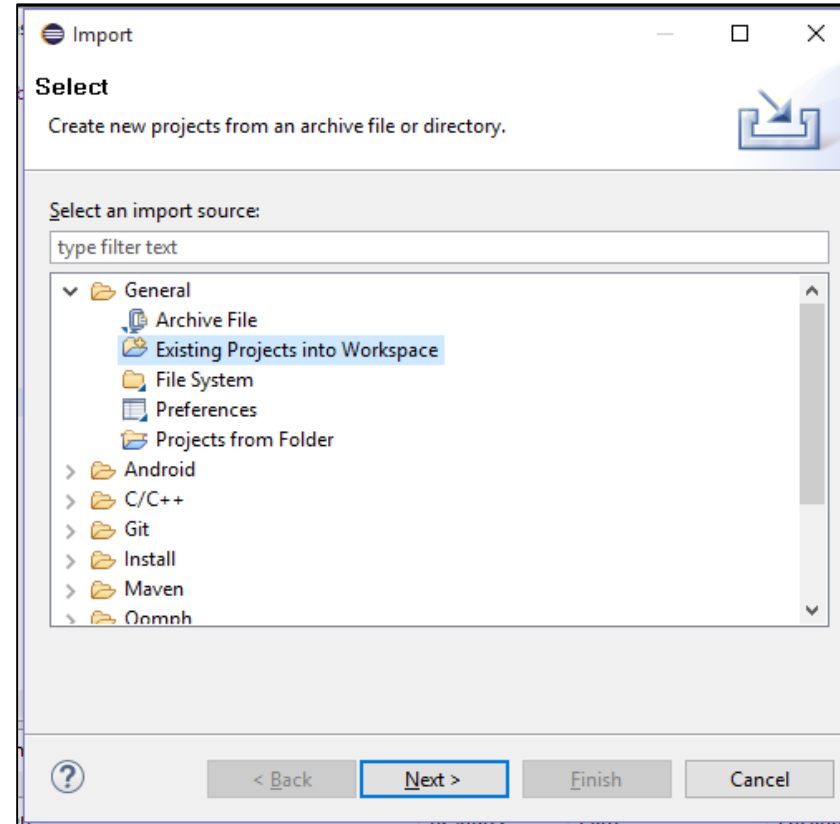 Import
Select
Create new projects from an archive file or directory.
Select an import source:
type filter text
General
Archive File
Existing Projects into Workspace
File System
Preferences
Projects from Folder
Android
C/C++
Git
Install
Maven
Oomph
< Back Next > Finish Cancel